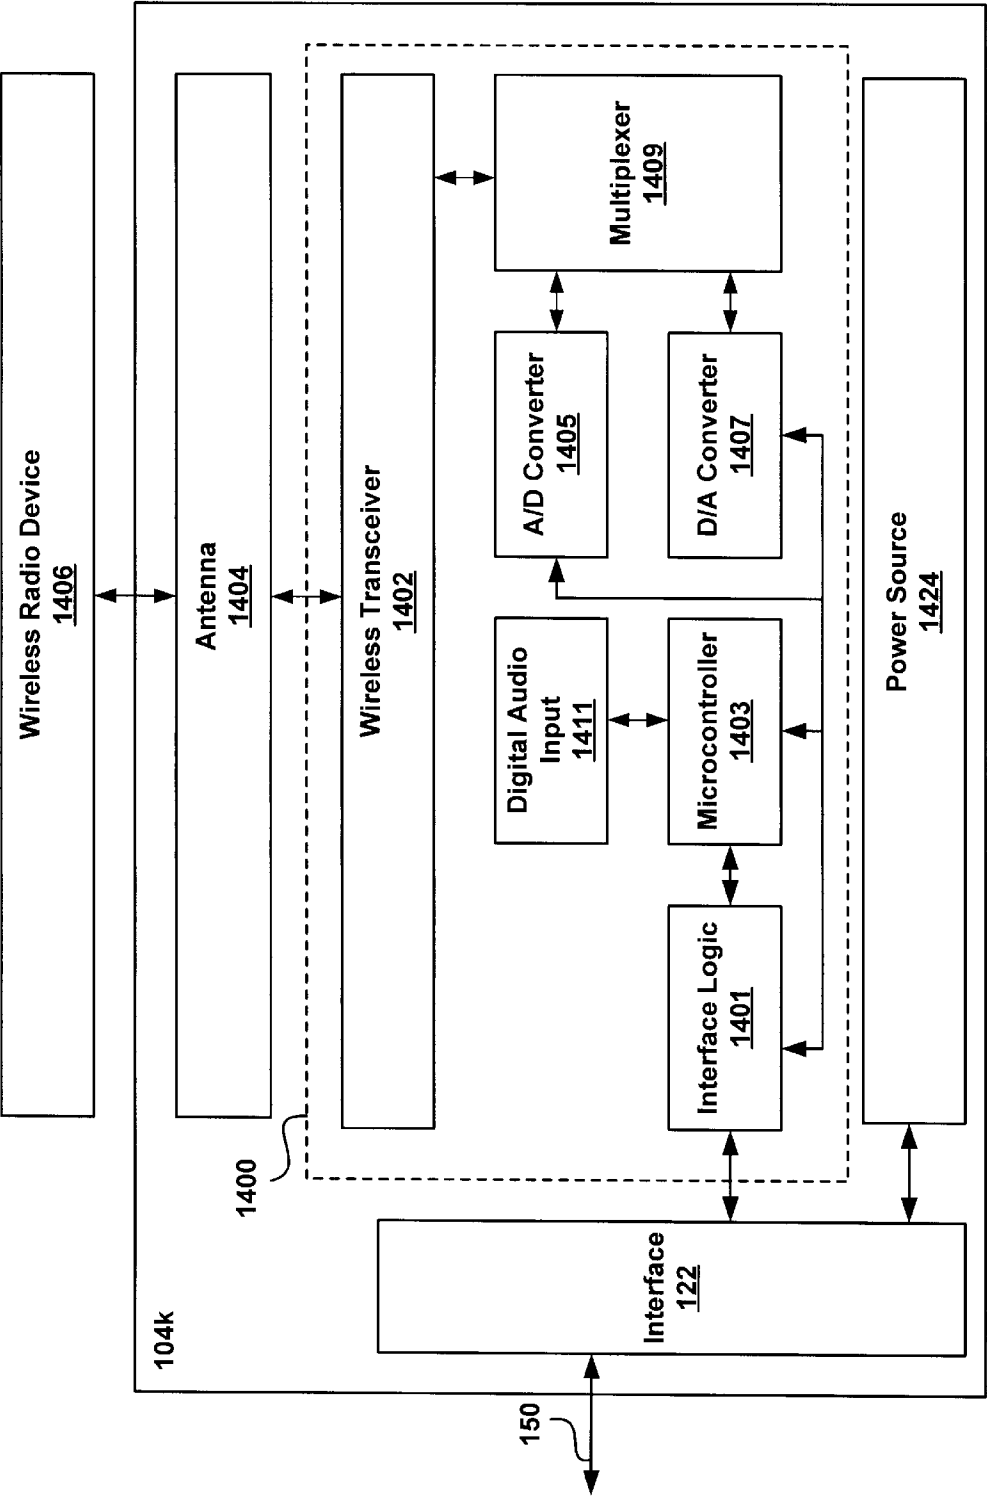 Wireless Radio Device
1406
104k
Antenna
1404
1400
Wireless Transceiver
1402
Digital Audio
Input
1411
A/D Converter
1405
Multiplexer
1409
150
Interface
122
Interface Logic
1401
Microcontroller
1403
D/A Converter
1407
Power Source
1424